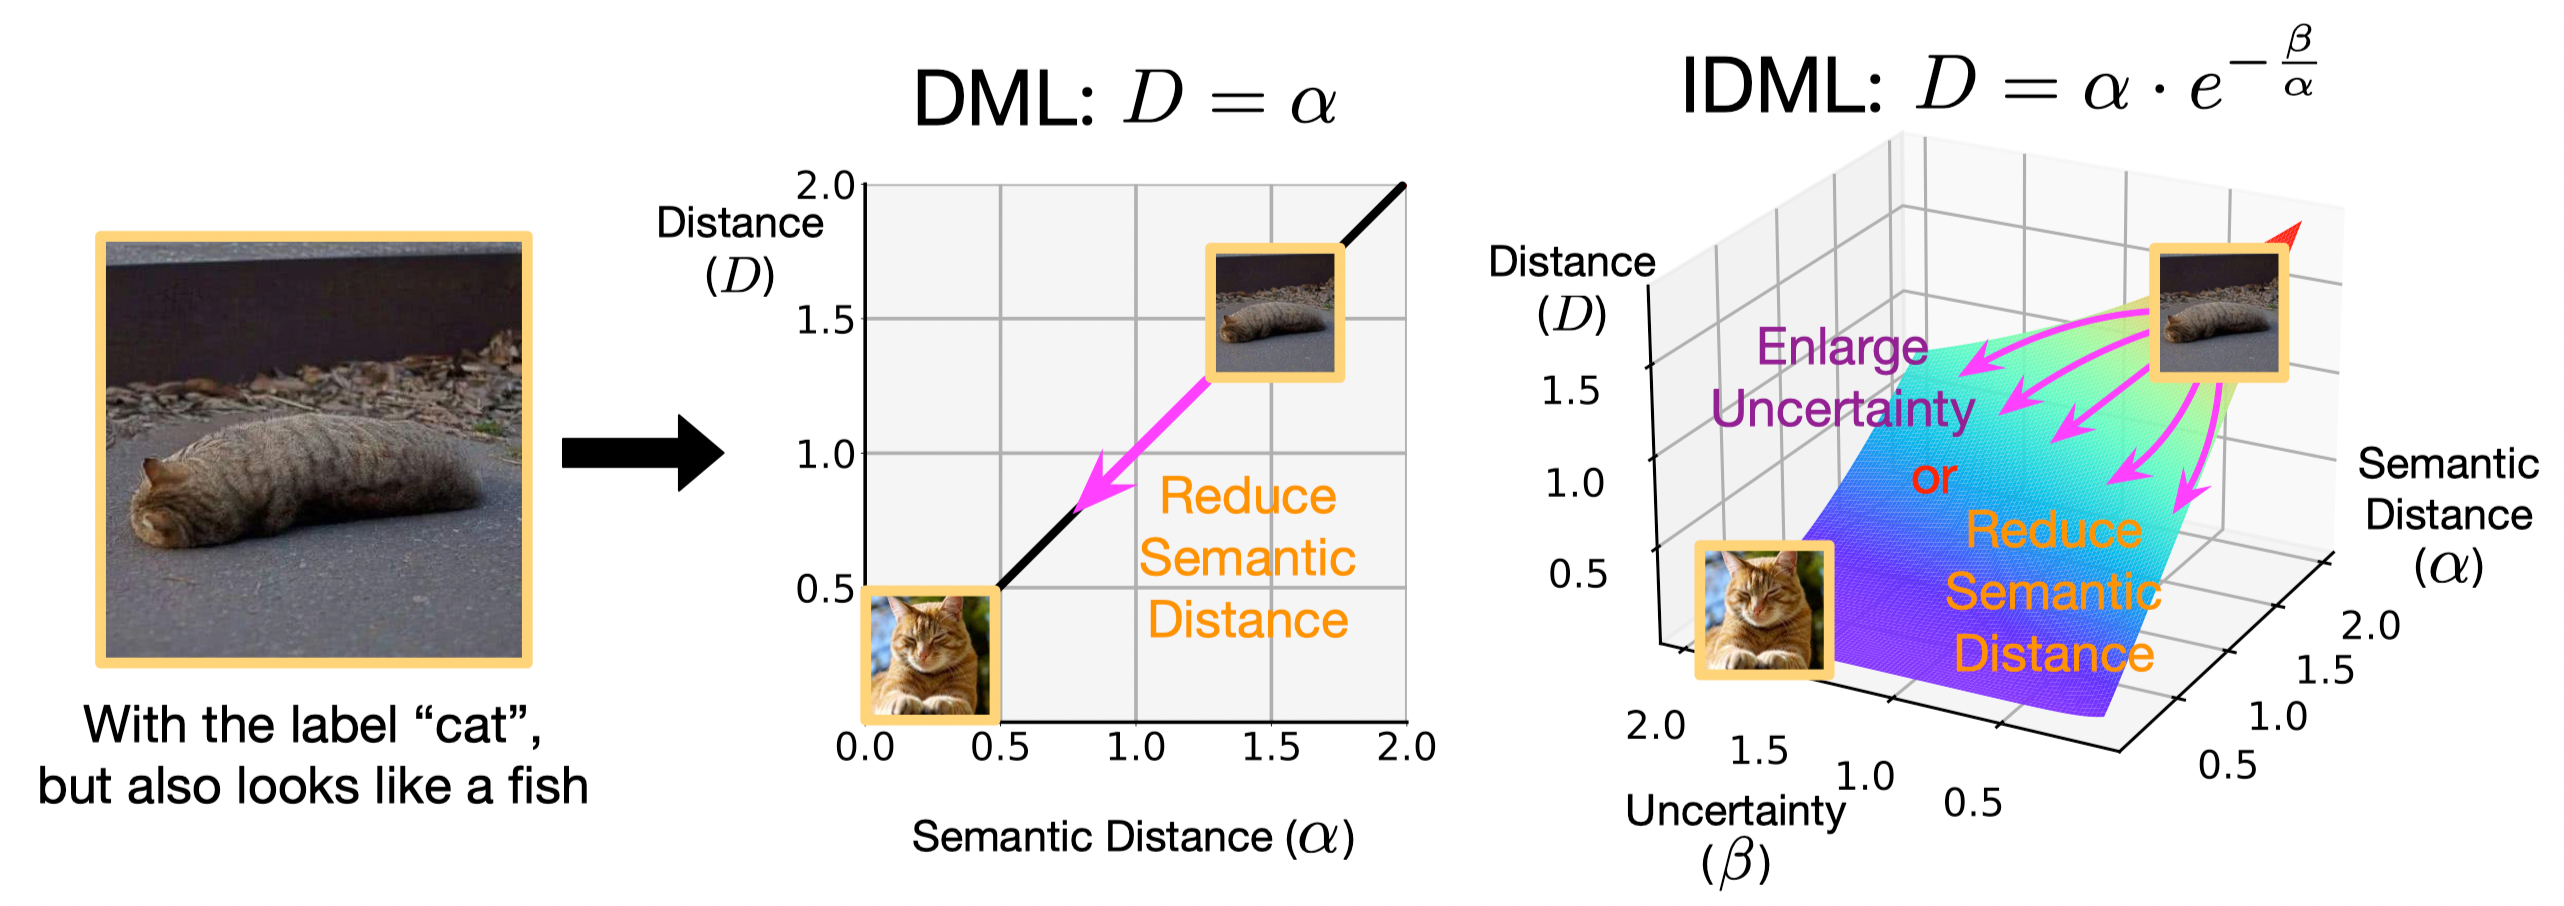 With the label “cat”,
but also looks like a fish
DML: D = α
Distance
(D)
2.0
1.5
1.0
0.5
0.0 0.5 1.0 1.5 2.0
Reduce
Semantic
Distance
Semantic Distance (α)
IDML: D = α · e^{-\frac{β}{α}}
Distance
(D)
1.5
1.0
0.5
Enlarge
Uncertainty
or
Reduce
Semantic
Distance
2.0 1.5 1.0 0.5
Uncertainty
(β)
Semantic
Distance
(α)
2.0
1.5
1.0
0.5